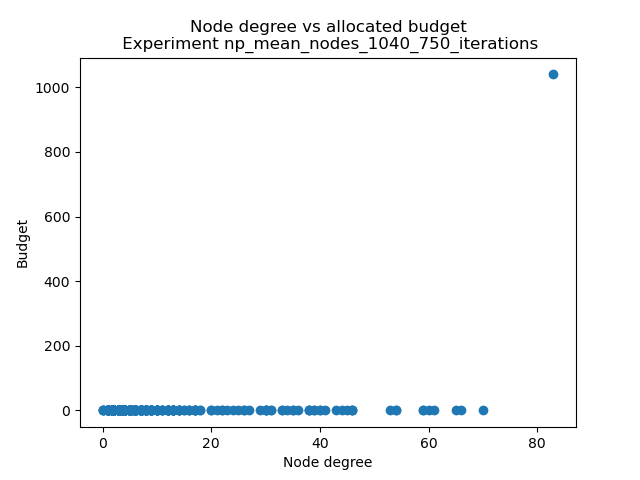 Node degree vs allocated budget
Experiment np_mean_nodes_1040_750_iterations
1000
800
600
400
200
0
Budget
0 20 40 60 80
Node degree